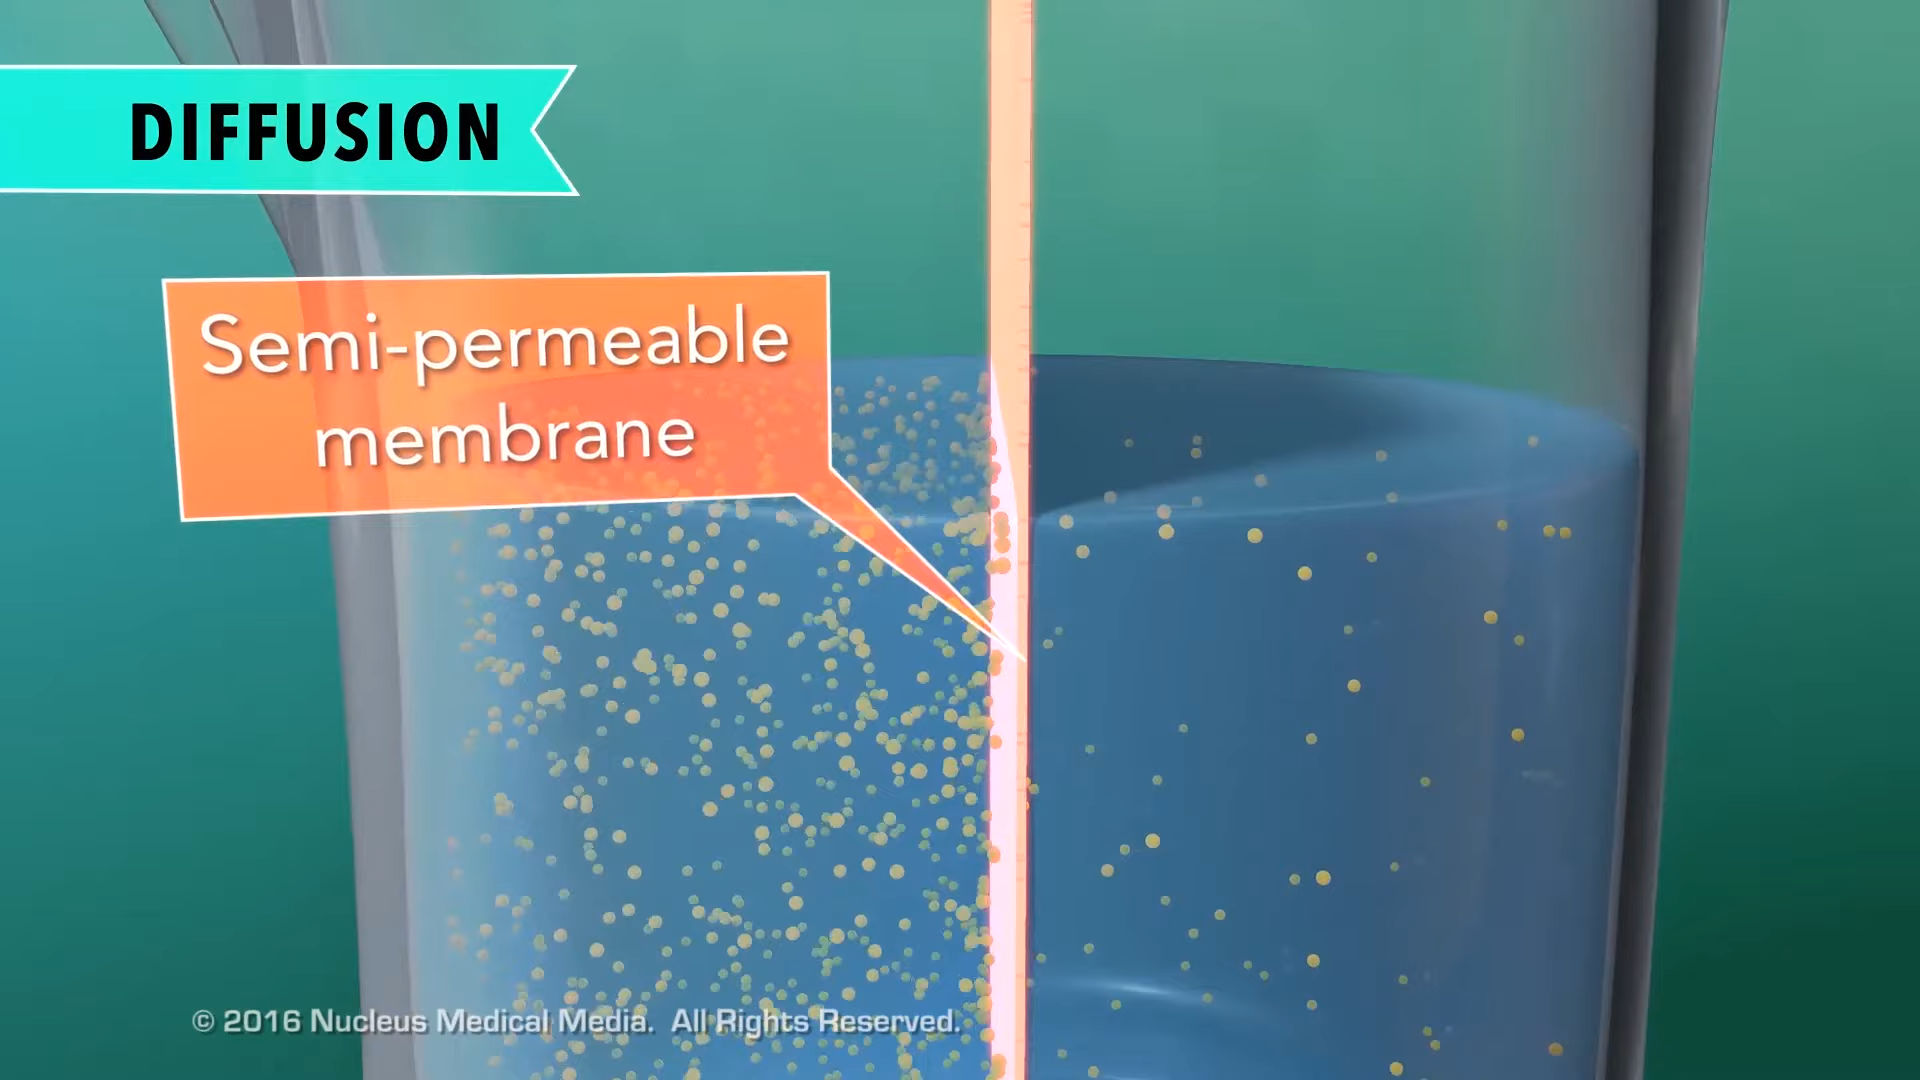 DIFFUSION
Semi-permeable
membrane
© 2016 Nucleus Medical Media. All Rights Reserved.